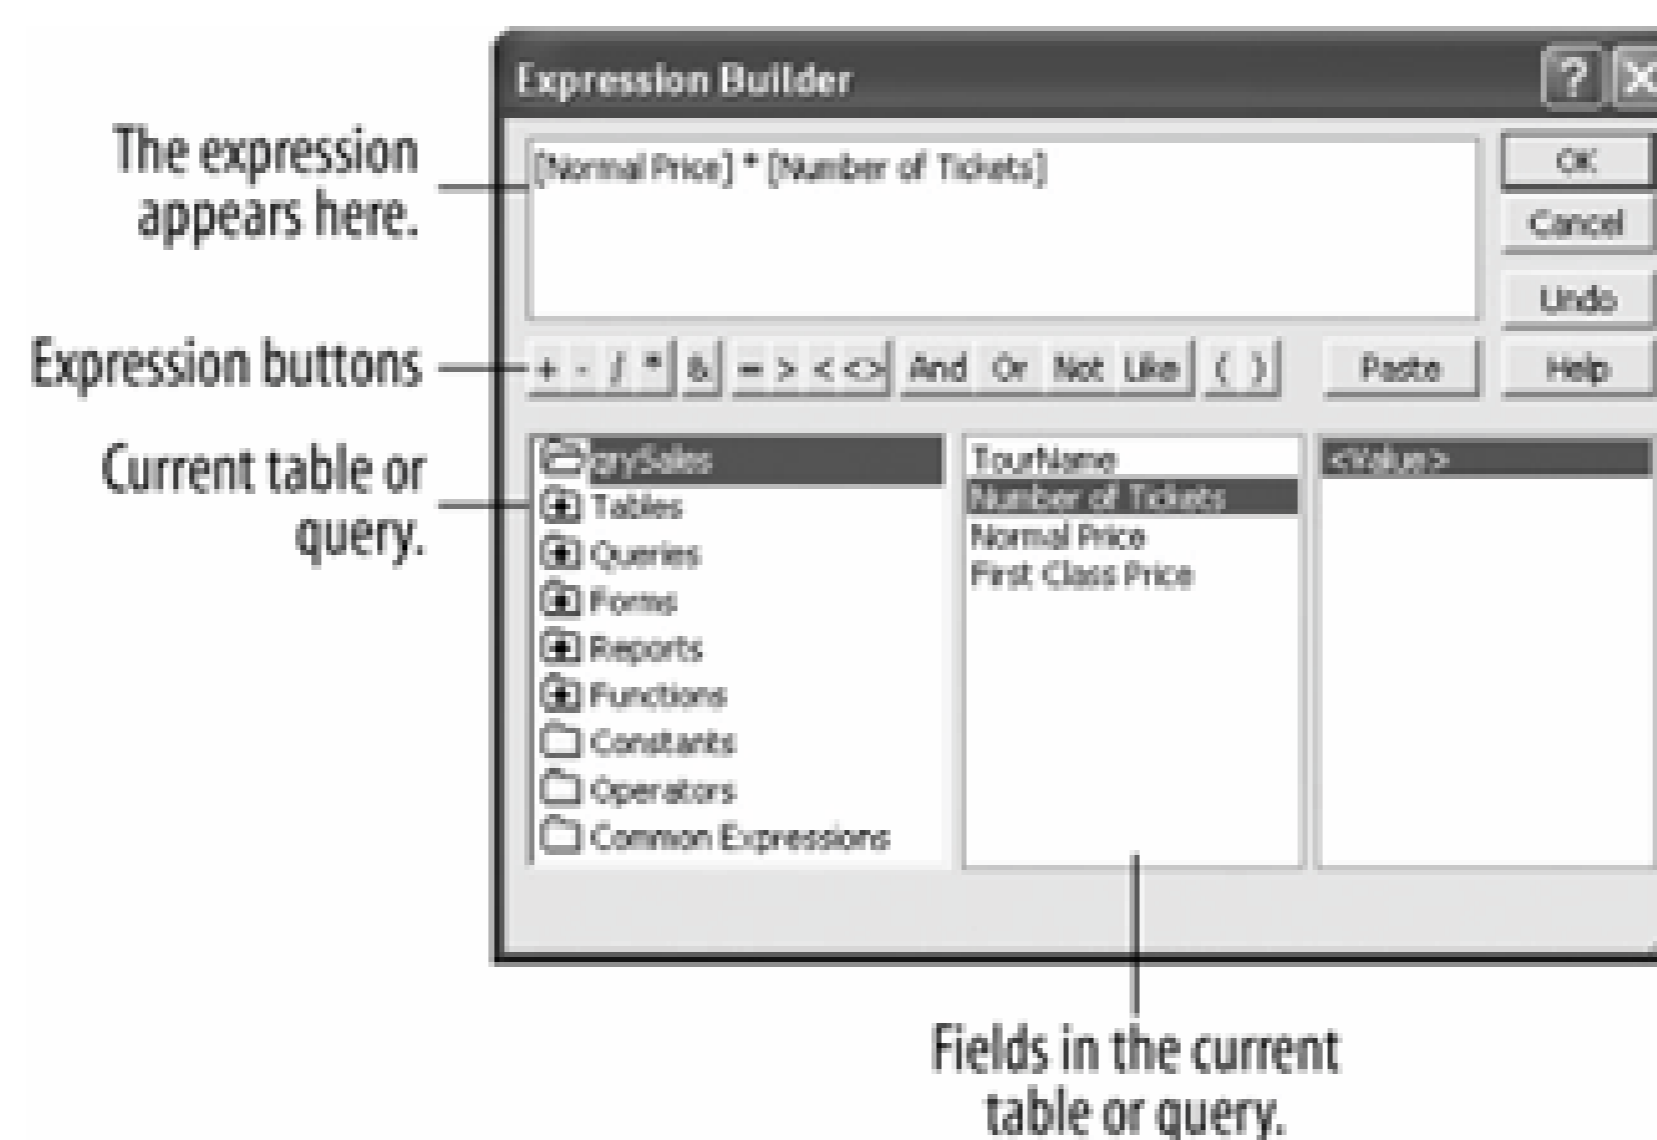 Expression Builder
?
The expression
appears here.
[Normal Price] * [Number of Tickets]
OK
Cancel
Undo
Expression buttons
+ - / * & = > < <> And Or Not Like ( ) Paste Help
Current table or
query.
qrySales
Tables
Queries
Forms
Reports
Functions
Constants
Operators
Common Expressions
TourName
Number of Tickets
Normal Price
First Class Price
<Value>
Fields in the current
table or query.